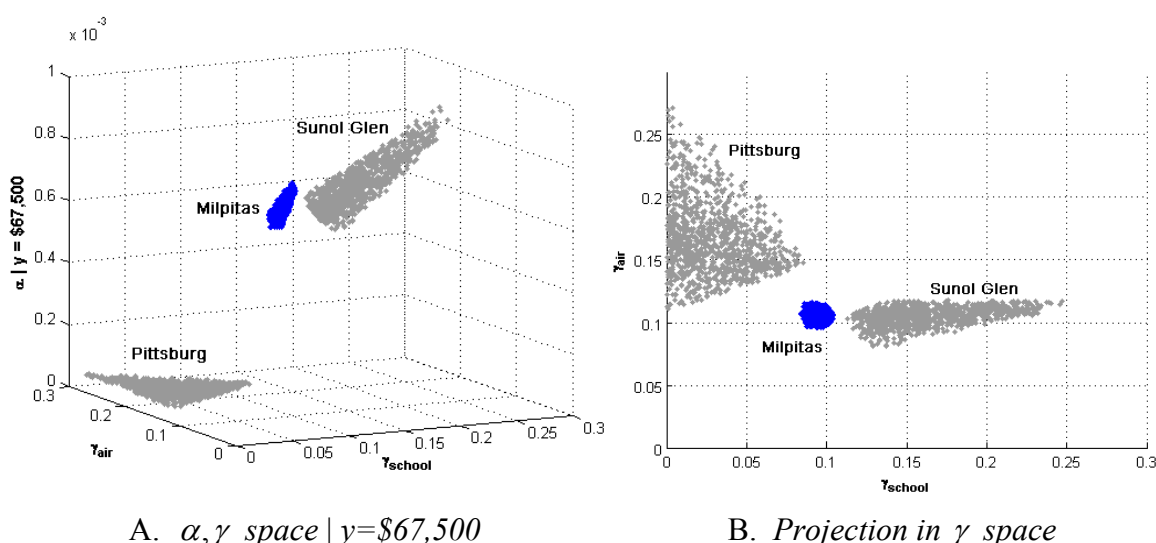 x 10⁻³
1
0.8
0.6
0.4
0.2
0
α | y = $67,500
Sunol Glen
Milpitas
Pittsburg
0.3
0.2
0.1
0
γair
0
0.05
0.1
0.15
0.2
0.25
0.3
γschool
0.25
0.2
0.15
0.1
0.05
0
γair
Pittsburg
Sunol Glen
Milpitas
0 0.05 0.1 0.15 0.2 0.25 0.3
γschool
A. α, γ space | y=$67,500
B. Projection in γ space